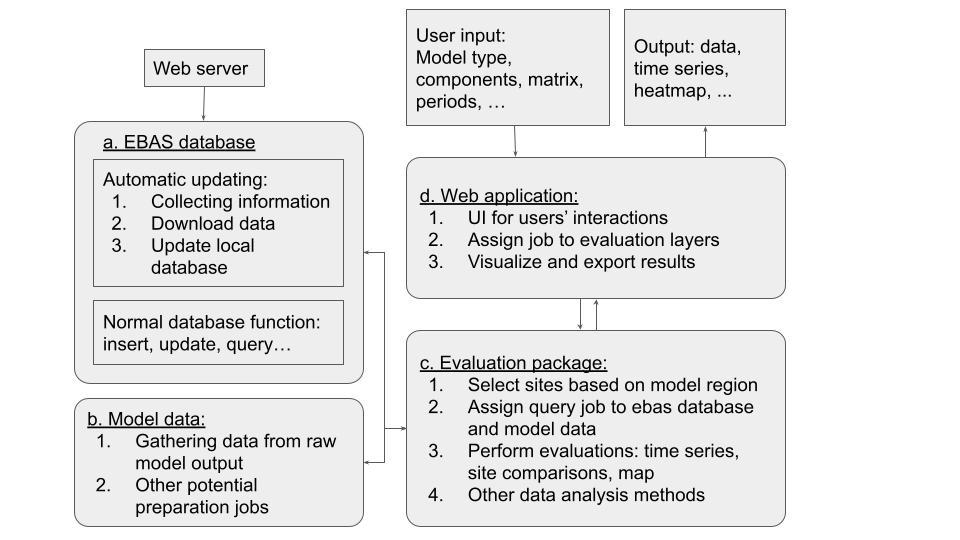 Web server
a. EBAS database
Automatic updating:
1. Collecting information
2. Download data
3. Update local
database
Normal database function:
insert, update, query…
b. Model data:
1. Gathering data from raw
model output
2. Other potential
preparation jobs
User input:
Model type,
components, matrix,
periods, …
Output: data,
time series,
heatmap, ...
d. Web application:
1. UI for users’ interactions
2. Assign job to evaluation layers
3. Visualize and export results
c. Evaluation package:
1. Select sites based on model region
2. Assign query job to ebas database
and model data
3. Perform evaluations: time series,
site comparisons, map
4. Other data analysis methods